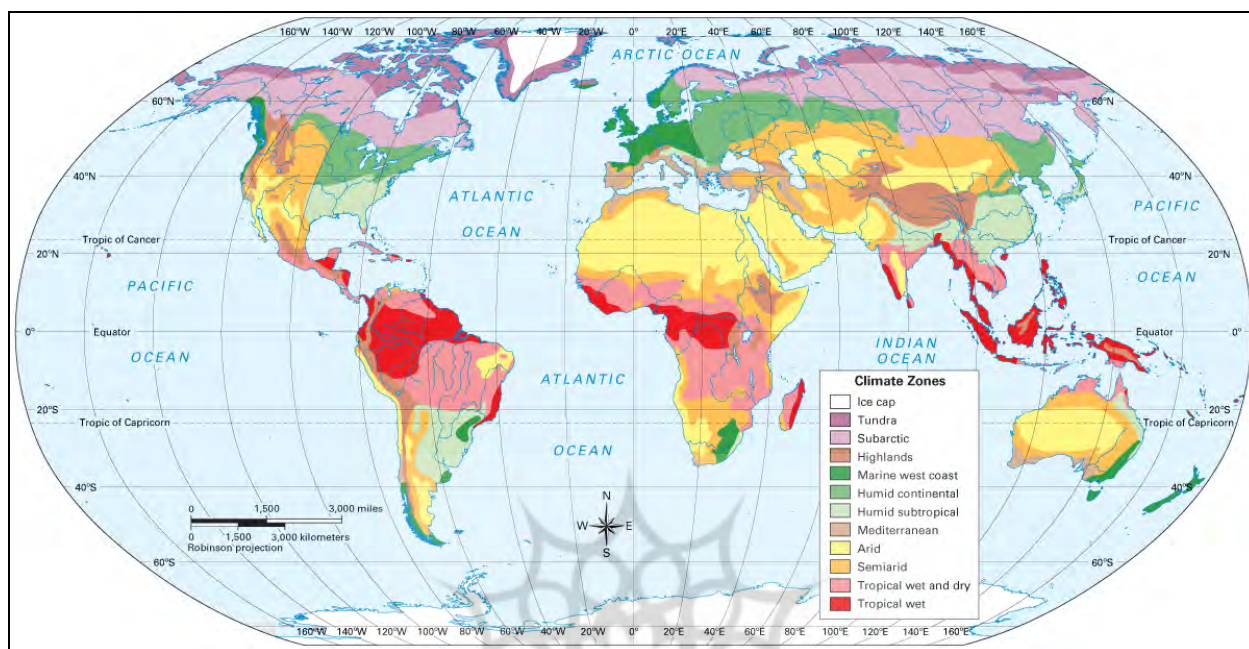 160°W 140°W 120°W 100°W 80°W 60°W 40°W 20°W 0° 20°E 40°E 60°E 80°E 100°E 120°E 140°E 160°E
ARCTIC OCEAN
60°N
60°N
40°N
40°N
ATLANTIC
OCEAN
PACIFIC
OCEAN
Tropic of Cancer
Tropic of Cancer
20°N
20°N
PACIFIC
OCEAN
Equator
0°
Equator
0°
INDIAN
OCEAN
ATLANTIC
OCEAN
20°S
20°S
Tropic of Capricorn
Tropic of Capricorn
40°S
40°S
60°S
60°S
N
W E
S
0 1,500 3,000 miles
0 1,500 3,000 kilometers
Robinson projection
Climate Zones
Ice cap
Tundra
Subarctic
Highlands
Marine west coast
Humid continental
Humid subtropical
Mediterranean
Arid
Semiarid
Tropical wet and dry
Tropical wet
160°W 140°W 120°W 100°W 80°W 60°W 40°W 20°W 0° 20°E 40°E 60°E 80°E 100°E 120°E 140°E 160°E